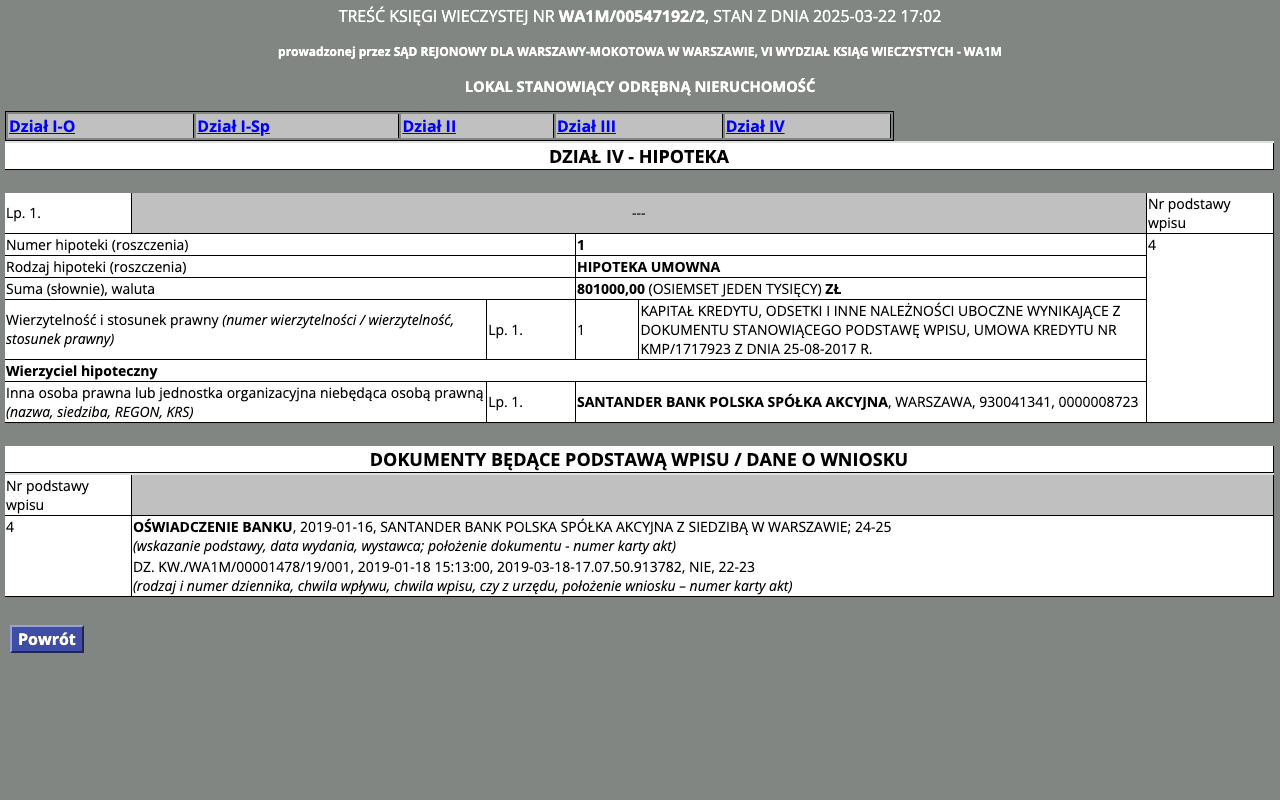 TREŚĆ KSIĘGI WIECZYSTEJ NR WA1M/00547192/2, STAN Z DNIA 2025-03-22 17:02
prowadzonej przez SĄD REJONOWY DLA WARSZAWY-MOKOTOWA W WARSZAWIE, VI WYDZIAŁ KSIĄG WIECZYSTYCH - WA1M
LOKAL STANOWIĄCY ODRĘBNĄ NIERUCHOMOŚĆ
Dział I-O Dział I-Sp Dział II Dział III Dział IV
DZIAŁ IV - HIPOTEKA
Lp. 1. --- Nr podstawy
wpisu
Numer hipoteki (roszczenia) 1 4
Rodzaj hipoteki (roszczenia) HIPOTEKA UMOWNA
Suma (słownie), waluta 801000,00 (OSIEMSET JEDEN TYSIĘCY) ZŁ
Wierzytelność i stosunek prawny (numer wierzytelności / wierzytelność,
stosunek prawny) Lp. 1. 1 KAPITAŁ KREDYTU, ODSETKI I INNE NALEŻNOŚCI UBOCZNE WYNIKAJĄCE Z
DOKUMENTU STANOWIĄCEGO PODSTAWĘ WPISU, UMOWA KREDYTU NR
KMP/1717923 Z DNIA 25-08-2017 R.
Wierzyciel hipoteczny
Inna osoba prawna lub jednostka organizacyjna niebędąca osobą prawną
(nazwa, siedziba, REGON, KRS) Lp. 1. SANTANDER BANK POLSKA SPÓŁKA AKCYJNA, WARSZAWA, 930041341, 0000008723
DOKUMENTY BĘDĄCE PODSTAWĄ WPISU / DANE O WNIOSKU
Nr podstawy
wpisu
4 OŚWIADCZENIE BANKU, 2019-01-16, SANTANDER BANK POLSKA SPÓŁKA AKCYJNA Z SIEDZIBĄ W WARSZAWIE; 24-25
(wskazanie podstawy, data wydania, wystawca; położenie dokumentu - numer karty akt)
DZ. KW./WA1M/00001478/19/001, 2019-01-18 15:13:00, 2019-03-18-17.07.50.913782, NIE, 22-23
(rodzaj i numer dziennika, chwila wpływu, chwila wpisu, czy z urzędu, położenie wniosku – numer karty akt)
Powrót